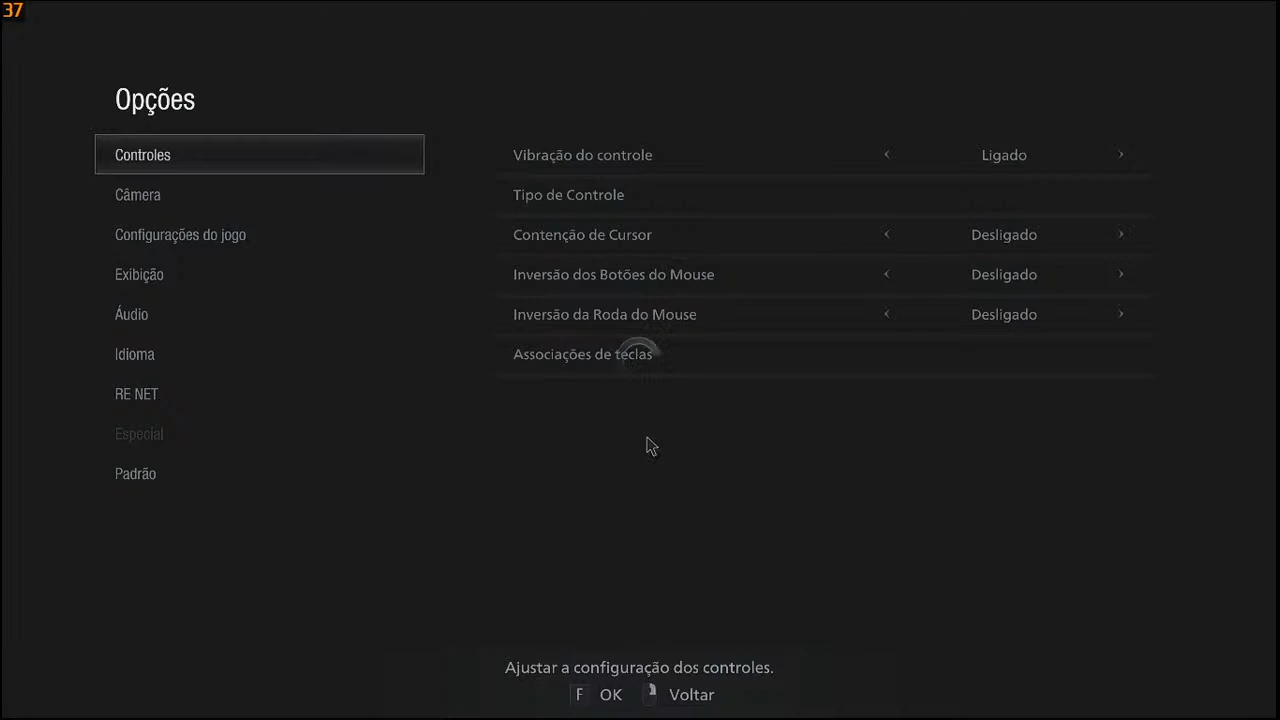 37
Opções
Controles
Câmera
Configurações do jogo
Exibição
Áudio
Idioma
RE NET
Especial
Padrão
Vibração do controle Ligado
Tipo de Controle
Contenção de Cursor Desligado
Inversão dos Botões do Mouse Desligado
Inversão da Roda do Mouse Desligado
Associações de teclas
Ajustar a configuração dos controles.
F OK Voltar